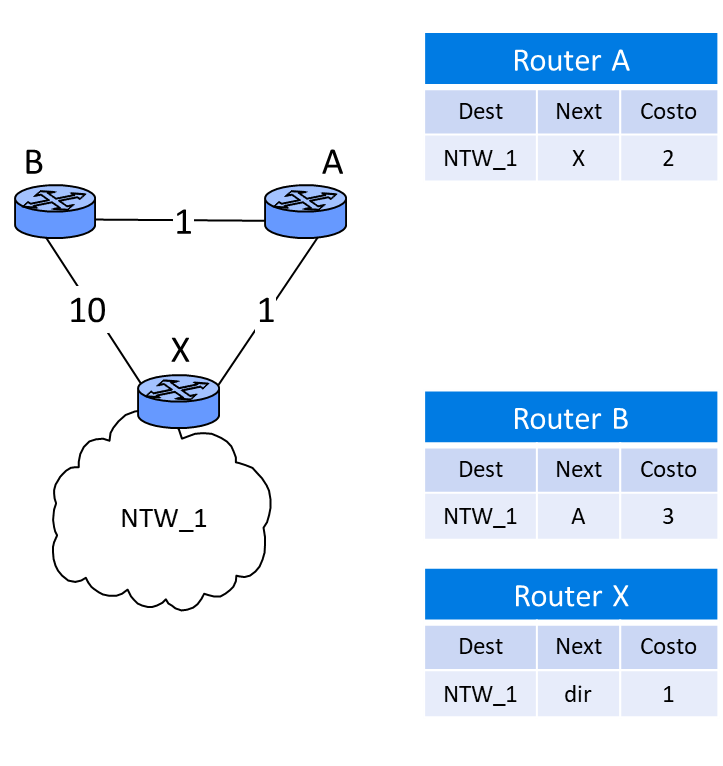 B
A
1
10
1
X
NTW_1
Router A
Dest Next Costo
NTW_1 X 2
Router B
Dest Next Costo
NTW_1 A 3
Router X
Dest Next Costo
NTW_1 dir 1